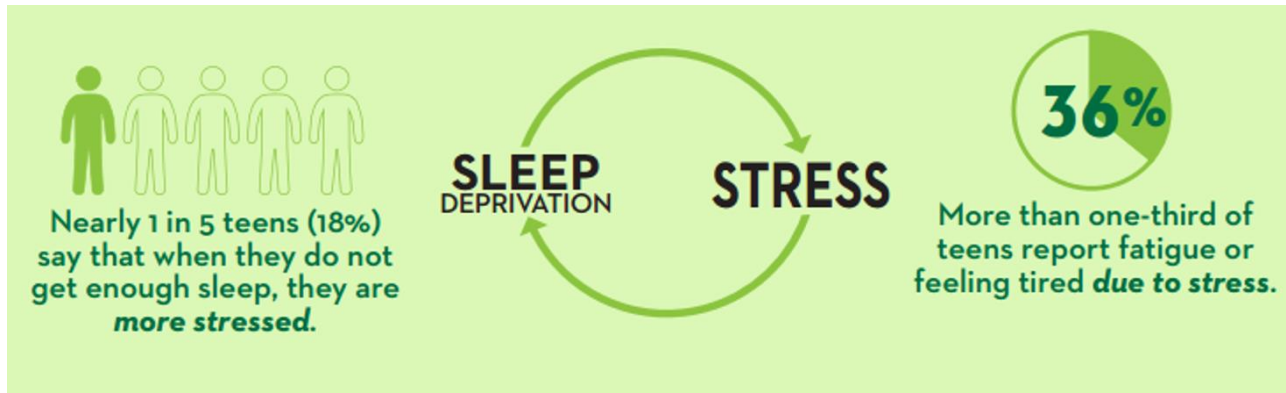 Nearly 1 in 5 teens (18%)
say that when they do not
get enough sleep, they are
more stressed.
SLEEP
DEPRIVATION
STRESS
36%
More than one-third of
teens report fatigue or
feeling tired due to stress.